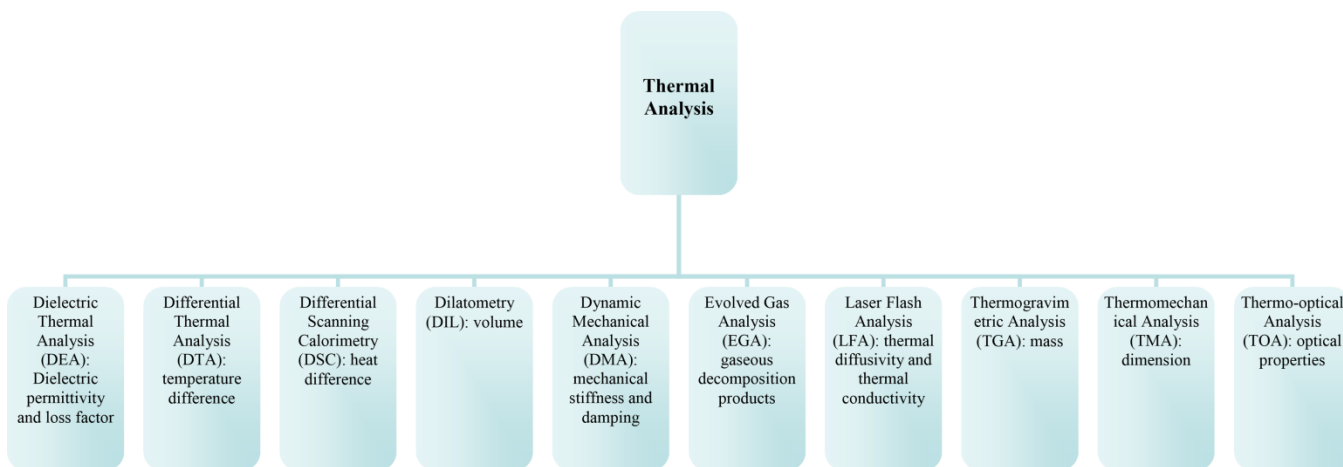 Thermal
Analysis
Dielectric
Thermal
Analysis
(DEA):
Dielectric
permittivity
and loss factor
Differential
Thermal
Analysis
(DTA):
temperature
difference
Differential
Scanning
Calorimetry
(DSC): heat
difference
Dilatometry
(DIL): volume
Dynamic
Mechanical
Analysis
(DMA):
mechanical
stiffness and
damping
Evolved Gas
Analysis
(EGA):
gaseous
decomposition
products
Laser Flash
Analysis
(LFA): thermal
diffusivity and
thermal
conductivity
Thermogravim
etric Analysis
(TGA): mass
Thermomechan
ical Analysis
(TMA):
dimension
Thermo-optical
Analysis
(TOA): optical
properties